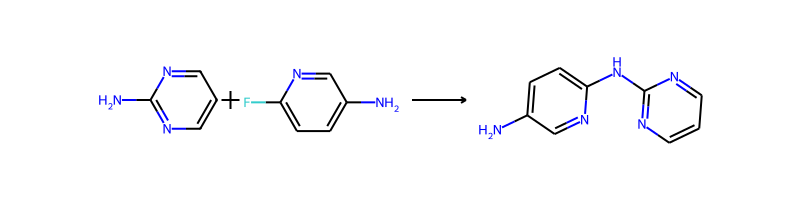 H₂N N N + F N NH₂
H₂N N N H N N